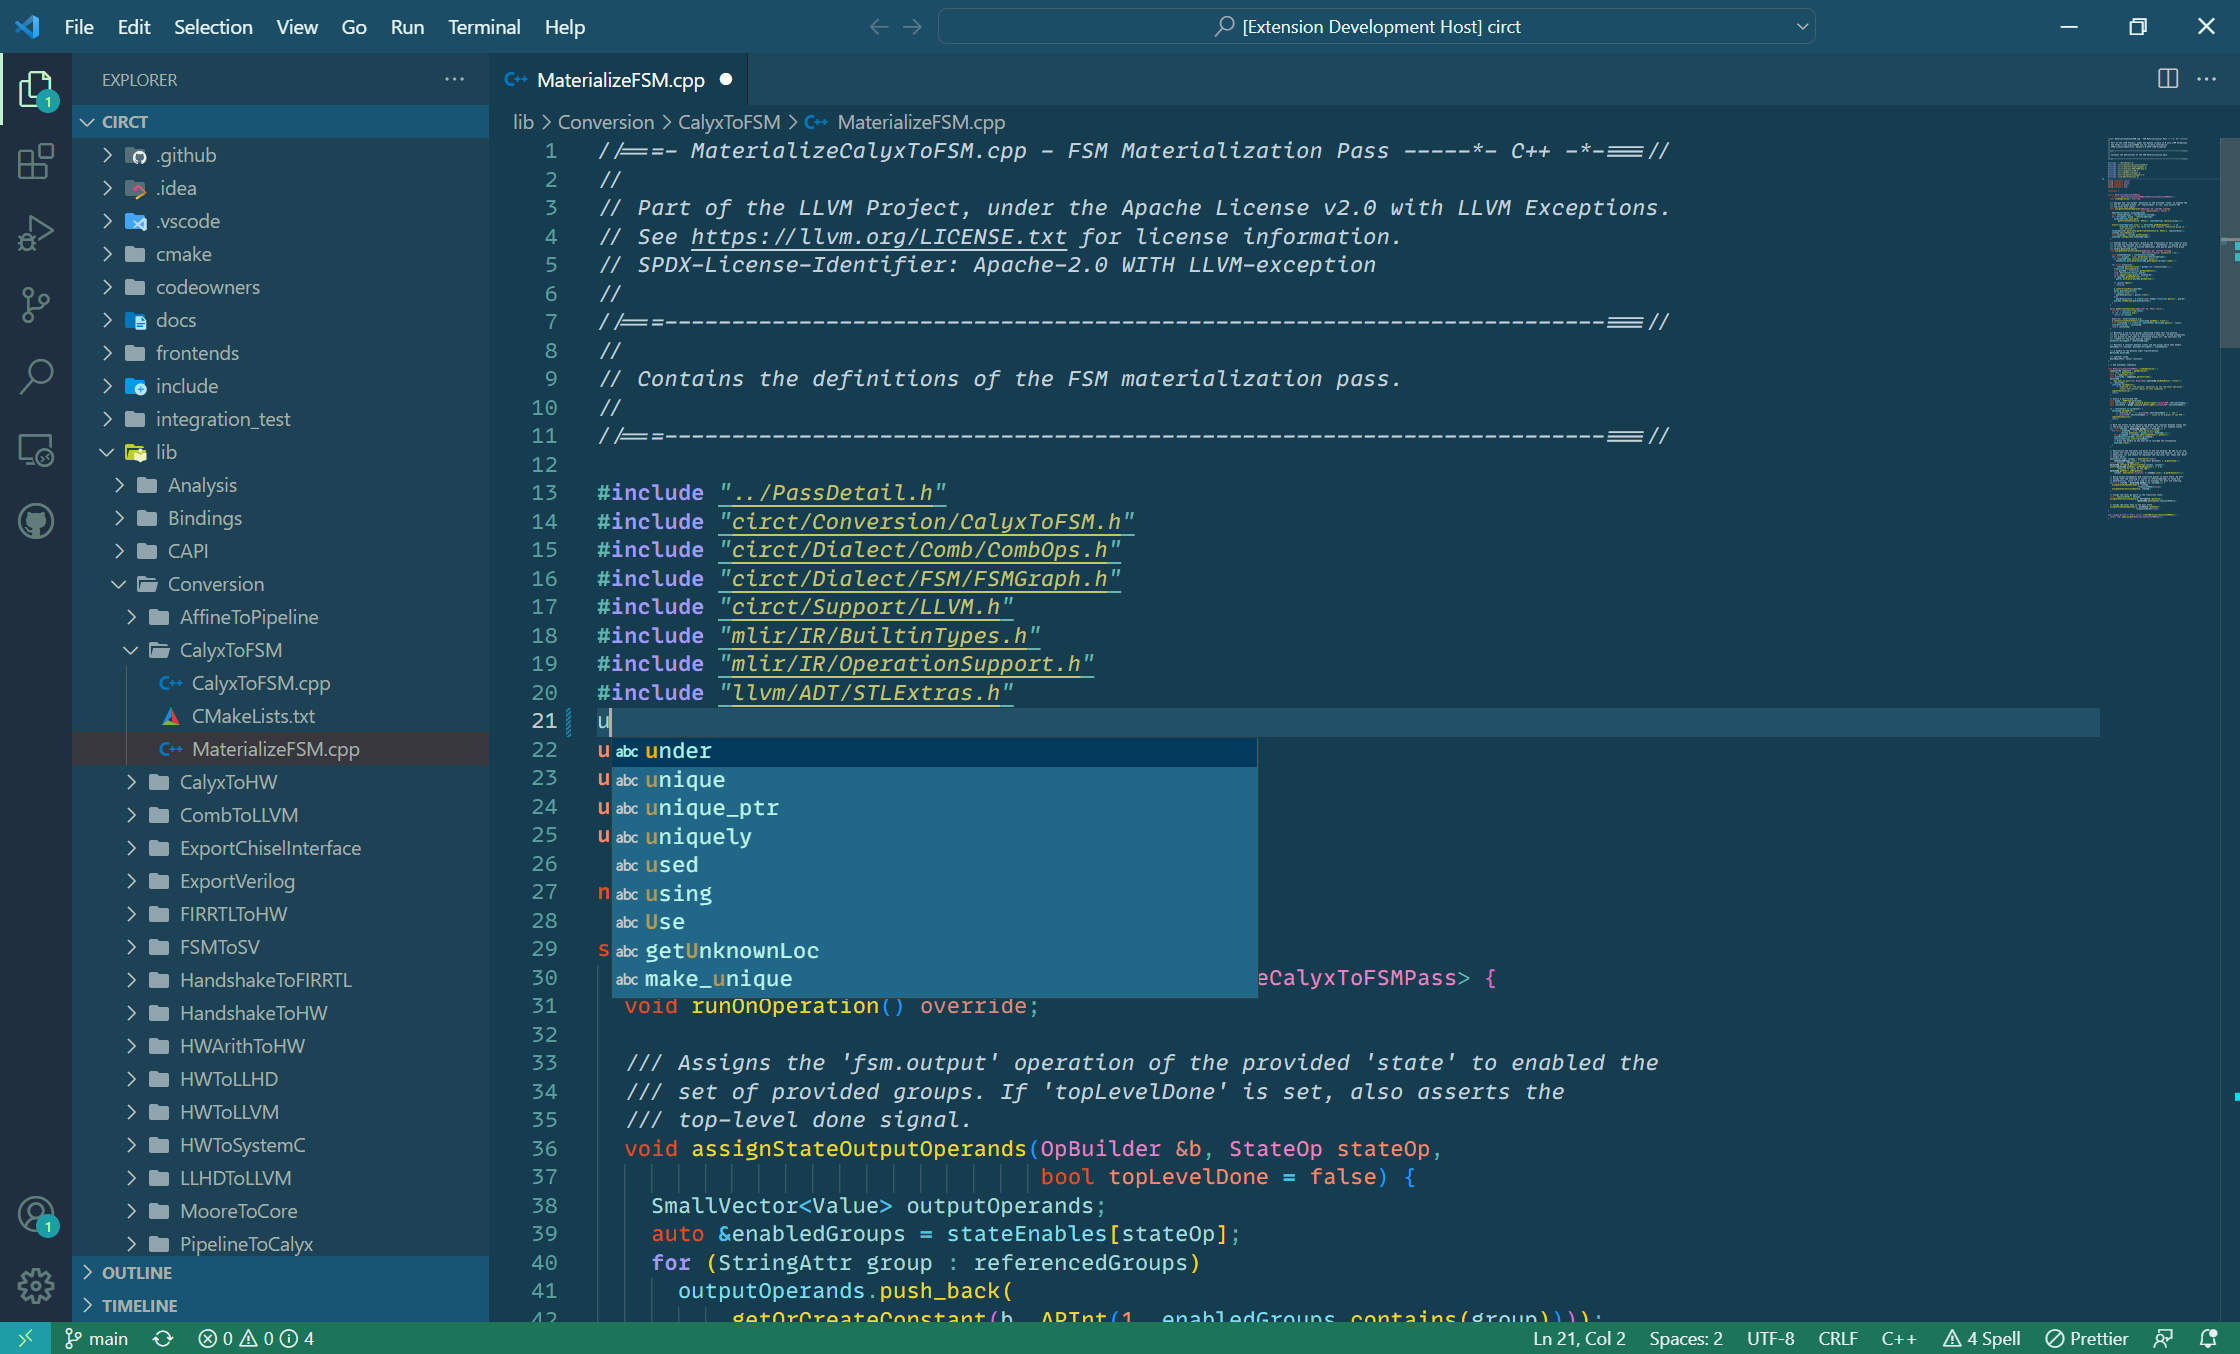 File Edit Selection View Go Run Terminal Help
[Extension Development Host] circt
EXPLORER
MaterializeFSM.cpp
1
CIRCT
lib > Conversion > CalyxToFSM > C++ MaterializeFSM.cpp
.github
.idea
.vscode
cmake
codeowners
docs
frontends
include
integration_test
lib
Analysis
Bindings
CAPI
Conversion
AffineToPipeline
CalyxToFSM
C++ CalyxToFSM.cpp
CMakeLists.txt
C++ MaterializeFSM.cpp
CalyxToHW
CombToLLVM
ExportChiselInterface
ExportVerilog
FIRRTLToHW
FSMToSV
HandshakeToFIRRTL
HandshakeToHW
HWArithToHW
HWToLLHD
HWToLLVM
HWToSystemC
LLHDToLLVM
MooreToCore
PipelineToCalyx
OUTLINE
TIMELINE
1
1 //===- MaterializeCalyxToFSM.cpp - FSM Materialization Pass -----*- C++ -*-===//
2 //
3 // Part of the LLVM Project, under the Apache License v2.0 with LLVM Exceptions.
4 // See https://llvm.org/LICENSE.txt for license information.
5 // SPDX-License-Identifier: Apache-2.0 WITH LLVM-exception
6 //
7 //===----------------------------------------------------------------------===//
8 //
9 // Contains the definitions of the FSM materialization pass.
10 //
11 //===----------------------------------------------------------------------===//
12
13 #include "../PassDetail.h"
14 #include "circt/Conversion/CalyxToFSM.h"
15 #include "circt/Dialect/Comb/CombOps.h"
16 #include "circt/Dialect/FSM/FSMGraph.h"
17 #include "circt/Support/LLVM.h"
18 #include "mlir/IR/BuiltinTypes.h"
19 #include "mlir/IR/OperationSupport.h"
20 #include "llvm/ADT/STLExtras.h"
21 u
22 u abc under
23 u abc unique
24 u abc unique_ptr
25 u abc uniquely
26 abc used
27 n abc using
28 abc Use
29 s abc getUnknownLoc
30 abc make_unique eCalyxToFSMPass> {
31 void runOnOperation() override;
32
33 /// Assigns the 'fsm.output' operation of the provided 'state' to enabled the
34 /// set of provided groups. If 'topLevelDone' is set, also asserts the
35 /// top-level done signal.
36 void assignStateOutputOperands(OpBuilder &b, StateOp stateOp,
37 bool topLevelDone = false) {
38 SmallVector<Value> outputOperands;
39 auto &enabledGroups = stateEnables[stateOp];
40 for (StringAttr group : referencedGroups)
41 outputOperands.push_back(
42 getOrCreateConstant(b, APInt(1, enabledGroups.contains(group))));
main 0 0 4 Ln 21, Col 2 Spaces: 2 UTF-8 CRLF C++ 4 Spell Prettier